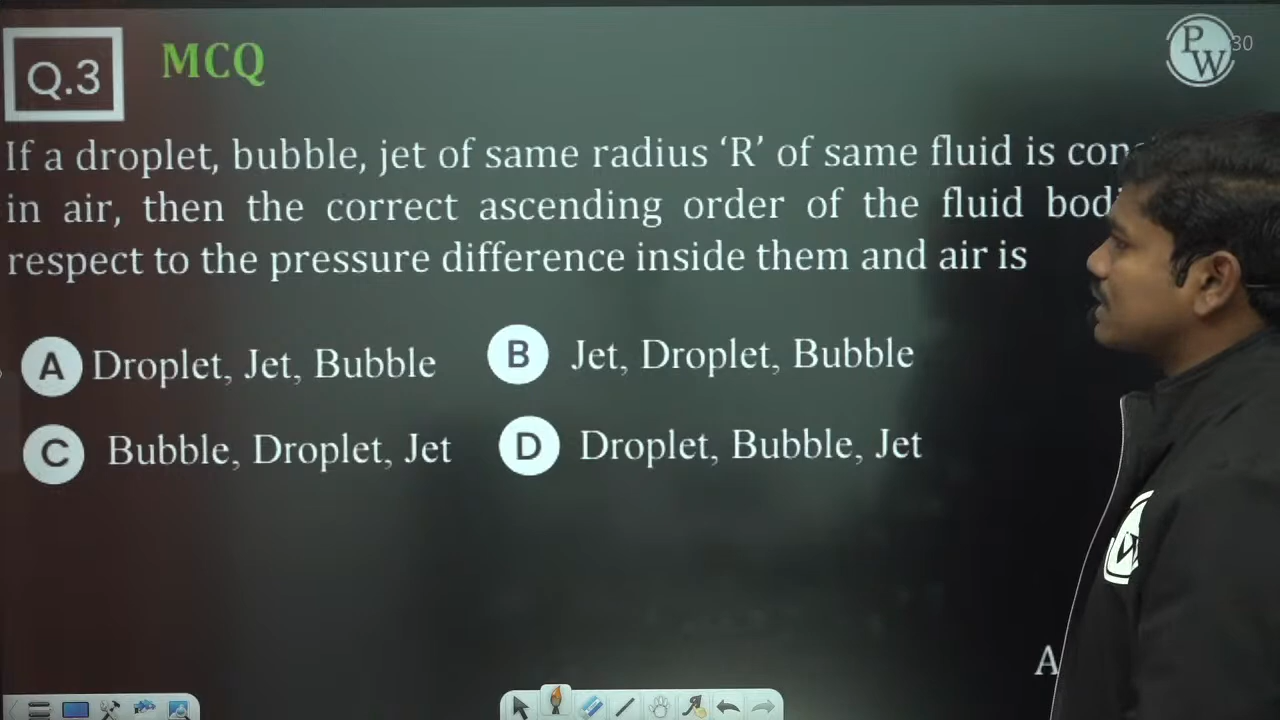 Q.3
MCQ
PW
30
If a droplet, bubble, jet of same radius ‘R’ of same fluid is
in air, then the correct ascending order of the fluid
respect to the pressure difference inside them and air is
A Droplet, Jet, Bubble
B Jet, Droplet, Bubble
C Bubble, Droplet, Jet
D Droplet, Bubble, Jet
A